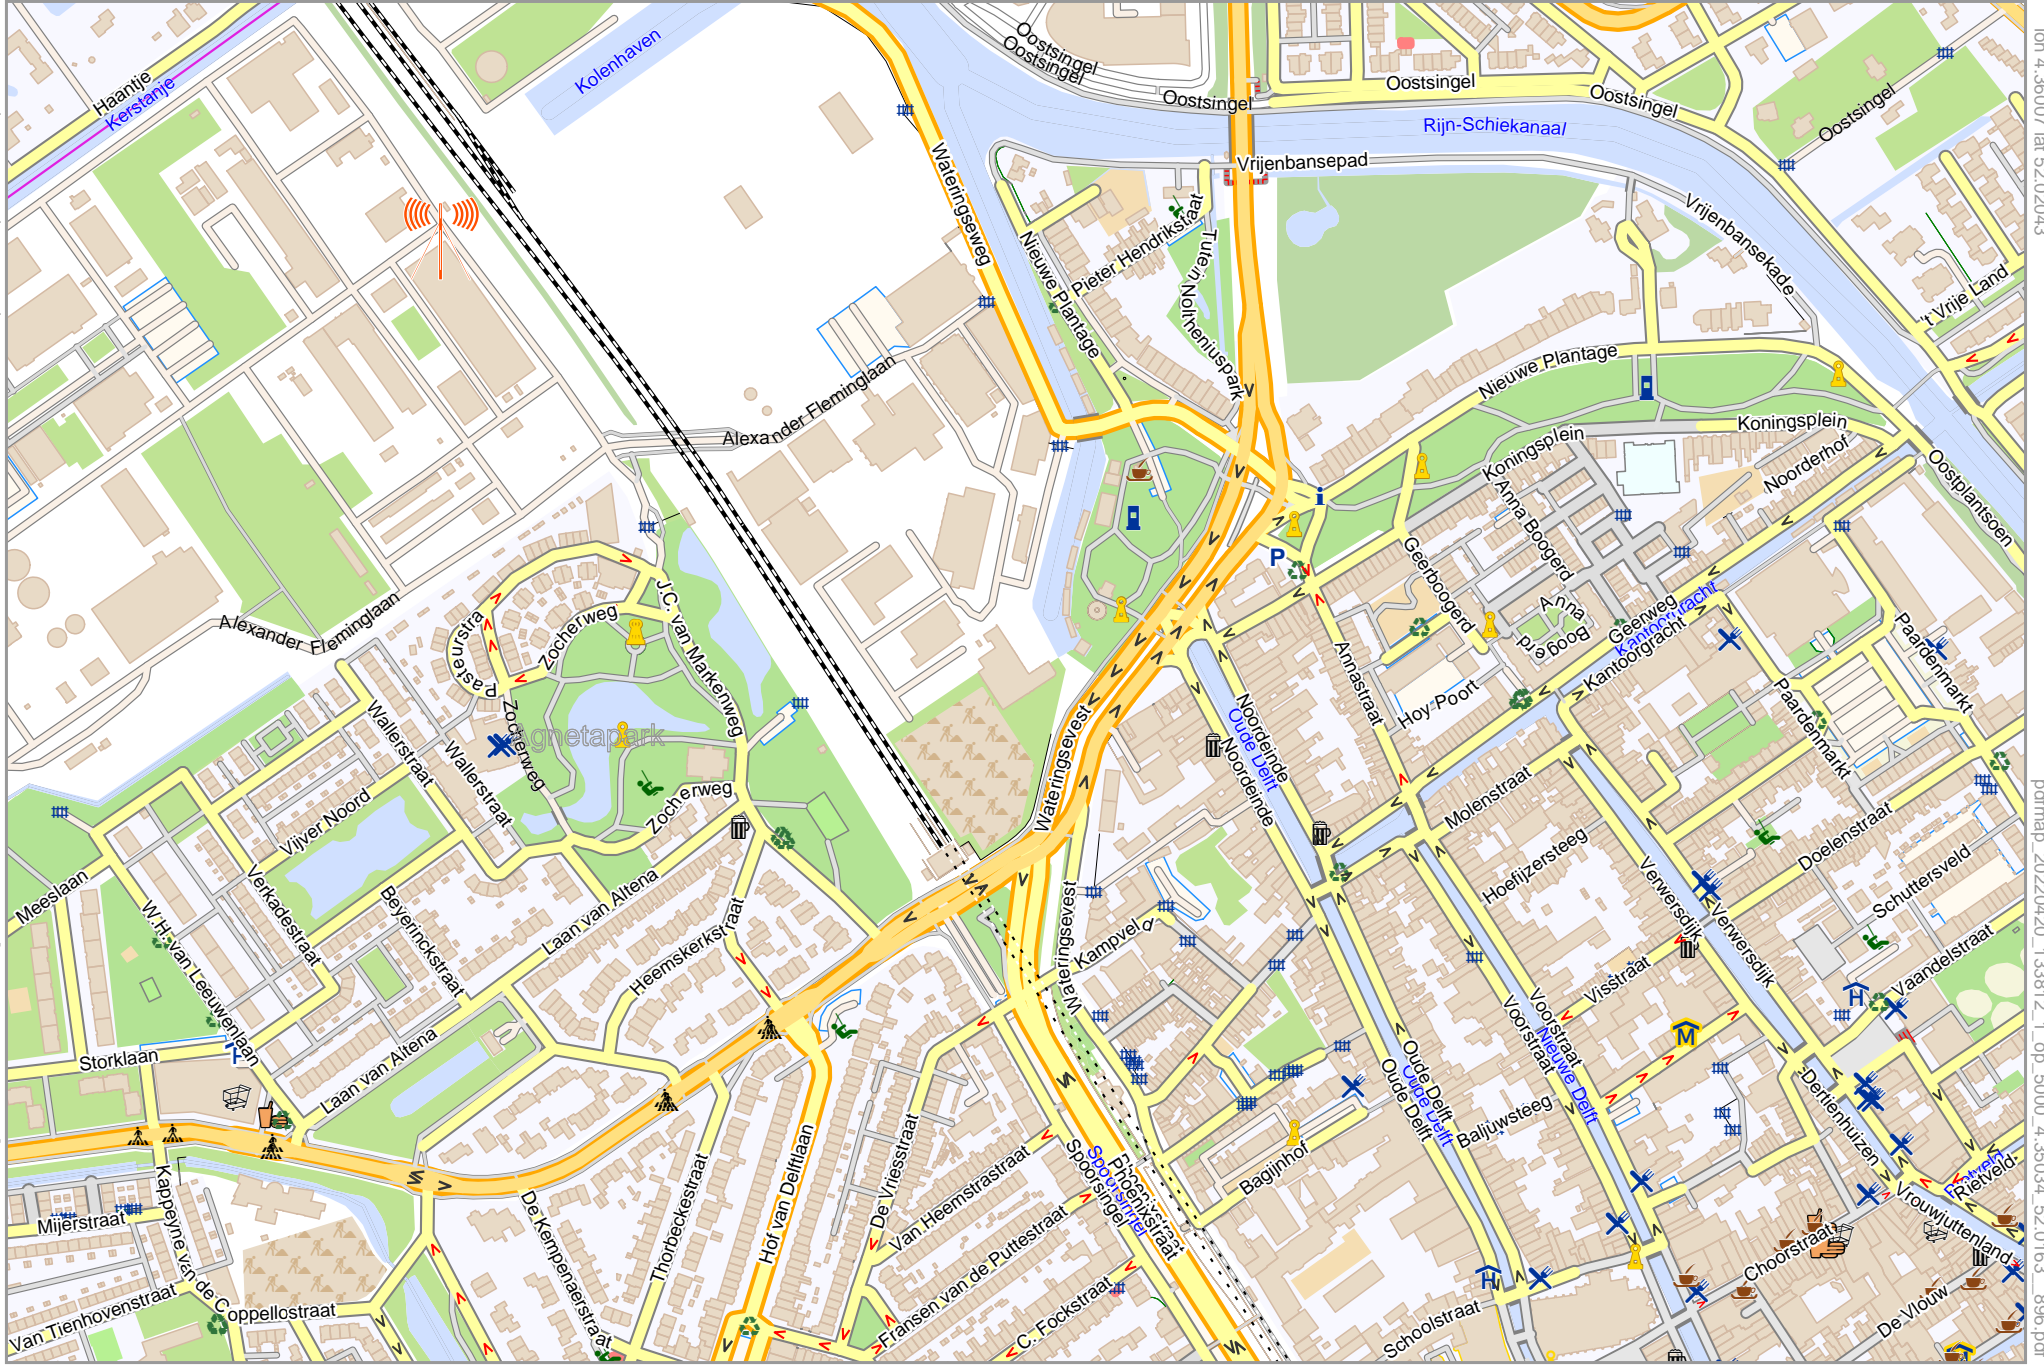 Haantje
Kerstanje
Kolenhaven
Oostsingel
Oostsingel
Oostsingel
Oostsingel
Oostsingel
Oostsingel
Rijn-Schiekanaal
Vrijenbansepad
Wateringseweg
Vrijenbansekade
't Vrije Land
Nieuwe Plantage
Pieter Hendrikstraat
Tutein Noltheniuspark
Nieuwe Plantage
Alexander Fleminglaan
Koningsplein
Koningsplein
Noorderhof
Oostplantsoen
Anna Boogerd
Anna Boogerd
Geerboogerd
Geerweg
Kantoorgracht
Kantoorgracht
Alexander Fleminglaan
Pasteurstra
Zocherweg
J.C. van Markenweg
Zocherweg
Agnetapark
Zocherweg
Wallerstraat
Wallerstraat
P
i
Annastraat
Hoy Poort
Paardenmarkt
Paardenmarkt
Noordeinde
Oude Delft
Noordeinde
Wateringsevest
Molenstraat
Hoefijzersteeg
Doelenstraat
Schuttersveld
Verwersdijk
Verwersdijk
Vijver Noord
Meeslaan
Verkadestraat
Beyerinckstraat
W.H. van Leeuwenlaan
Laan van Altena
Heemskerkstraat
Wateringsevest
Kampveld
Visstraat
Vaandelstraat
Voorstraat
Voorstraat
Nieuwe Delft
H
M
Storklaan
Laan van Altena
Oude Delft
Oude Delft
Oude Delft
Baljuwsteeg
Bagijnhof
Dertienhuizen
Rietveld
Rietveld
Vrouwjuttenland
Mijerstraat
Kappeyne van de Coppellostraat
Van Tienhovenstraat
De Kempenaerstraat
Thorbeckestraat
Hof van Delftlaan
De Vriesstraat
Van Heemstrastraat
Fransen van de Puttestraat
C. Fockstraat
Spoorsingel
Spoorsingel
Phoenixstraat
Phoenixstraat
H
Schoolstraat
Choorstraat
De Vlouw